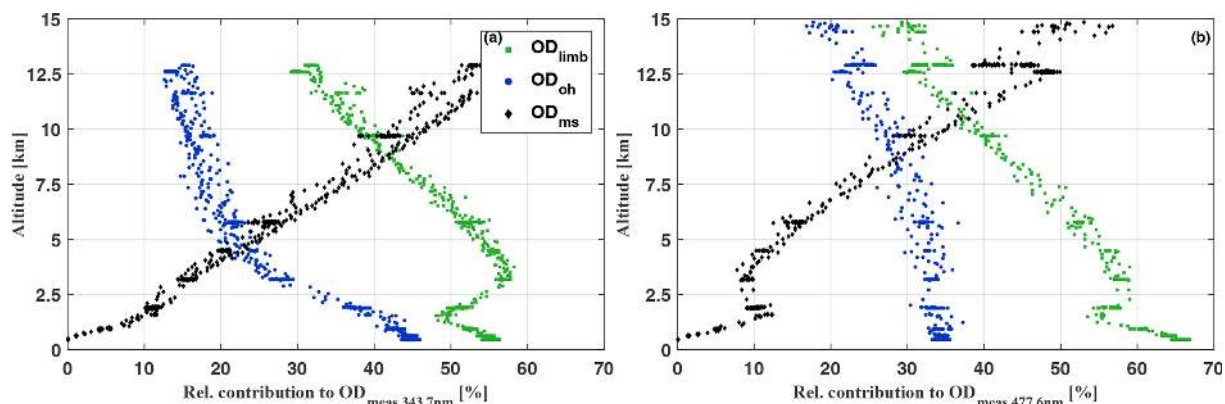 15
12.5
10
7.5
5
2.5
0
Altitude [km]
0 10 20 30 40 50 60 70
Rel. contribution to OD meas,343.7nm [%]
(a)
OD limb
OD oh
OD ms
15
12.5
10
7.5
5
2.5
0
Altitude [km]
0 10 20 30 40 50 60 70
Rel. contribution to OD meas,477.6nm [%]
(b)